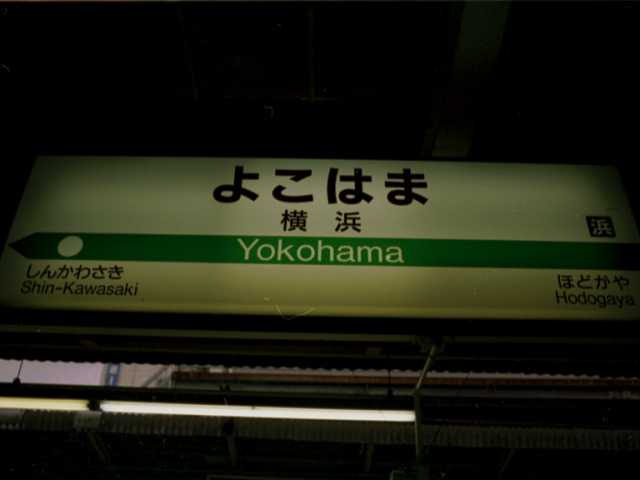 よこはま
横浜
浜
Yokohama
しんかわさき
Shin-Kawasaki
ほどがや
Hodogaya